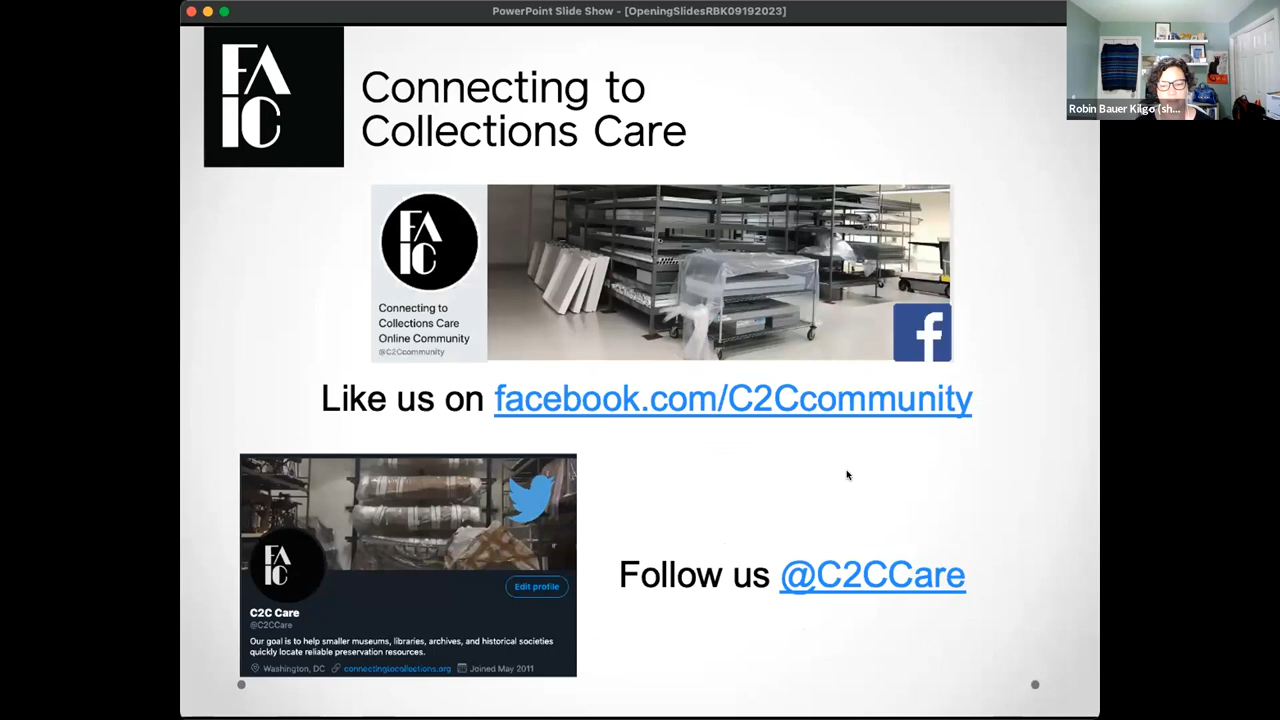 PowerPoint Slide Show - [OpeningSlidesRBK09192023]
Robin Bauer Kilgo (sh...
FA
IC
Connecting to
Collections Care
FA
IC
Connecting to
Collections Care
Online Community
@C2Ccommunity
f
Like us on facebook.com/C2Ccommunity
FA
IC
Edit profile
C2C Care
@C2CCare
Our goal is to help smaller museums, libraries, archives, and historical societies
quickly locate reliable preservation resources.
Washington, DC connectingtocollections.org Joined May 2011
Follow us @C2CCare